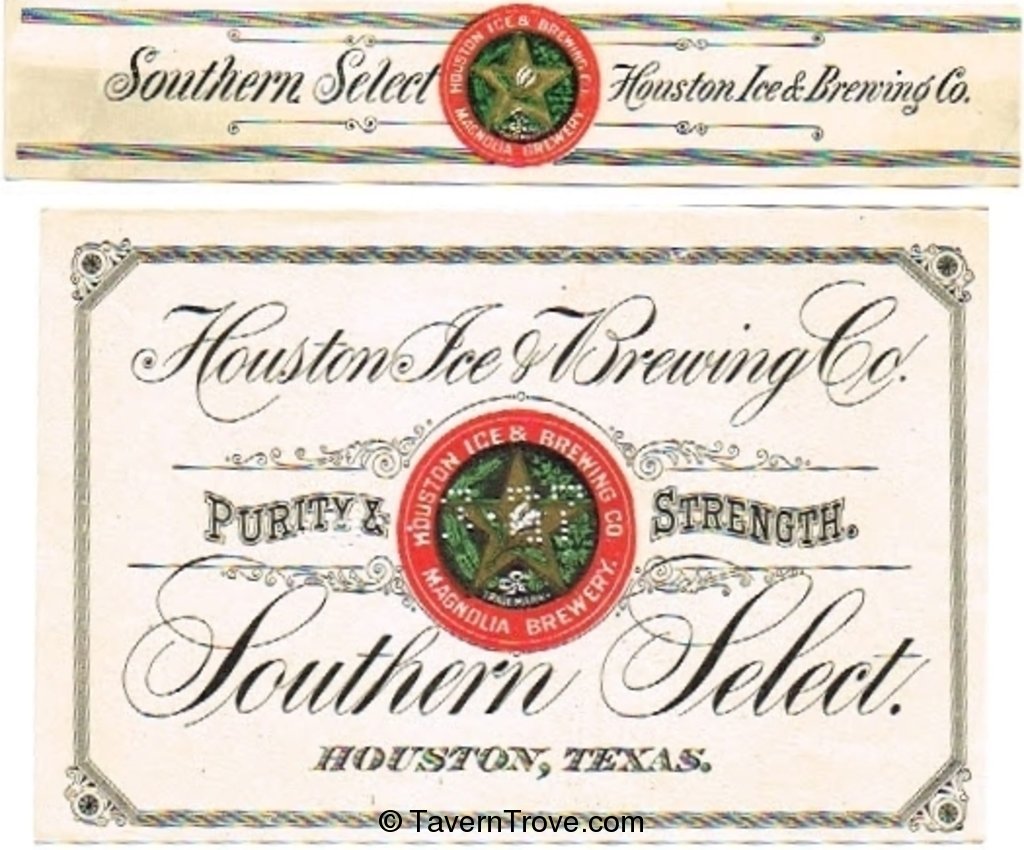 Southern Select
HOUSTON ICE & BREWING CO
MAGNOLIA BREWERY
Houston Ice & Brewing Co.
Houston Ice & Brewing Co.
PURITY &
HOUSTON ICE & BREWING CO
TRADE MARK
MAGNOLIA BREWERY.
STRENGTH.
Southern Select.
HOUSTON, TEXAS.
© TavernTrove.com